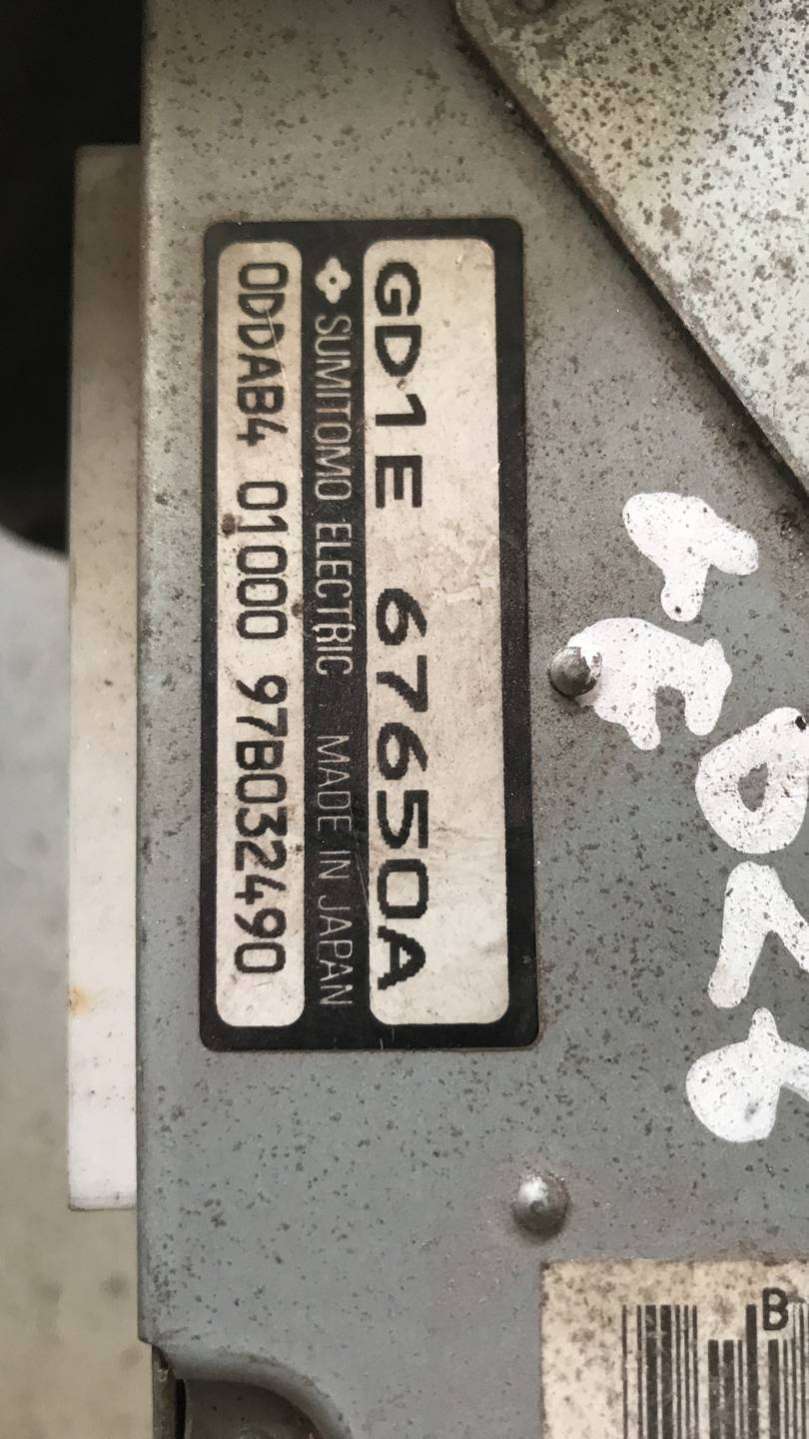 GD1E 67650A
SUMITOMO ELECTRIC . MADE IN JAPAN
0DDAB4 01000 97B032490
B